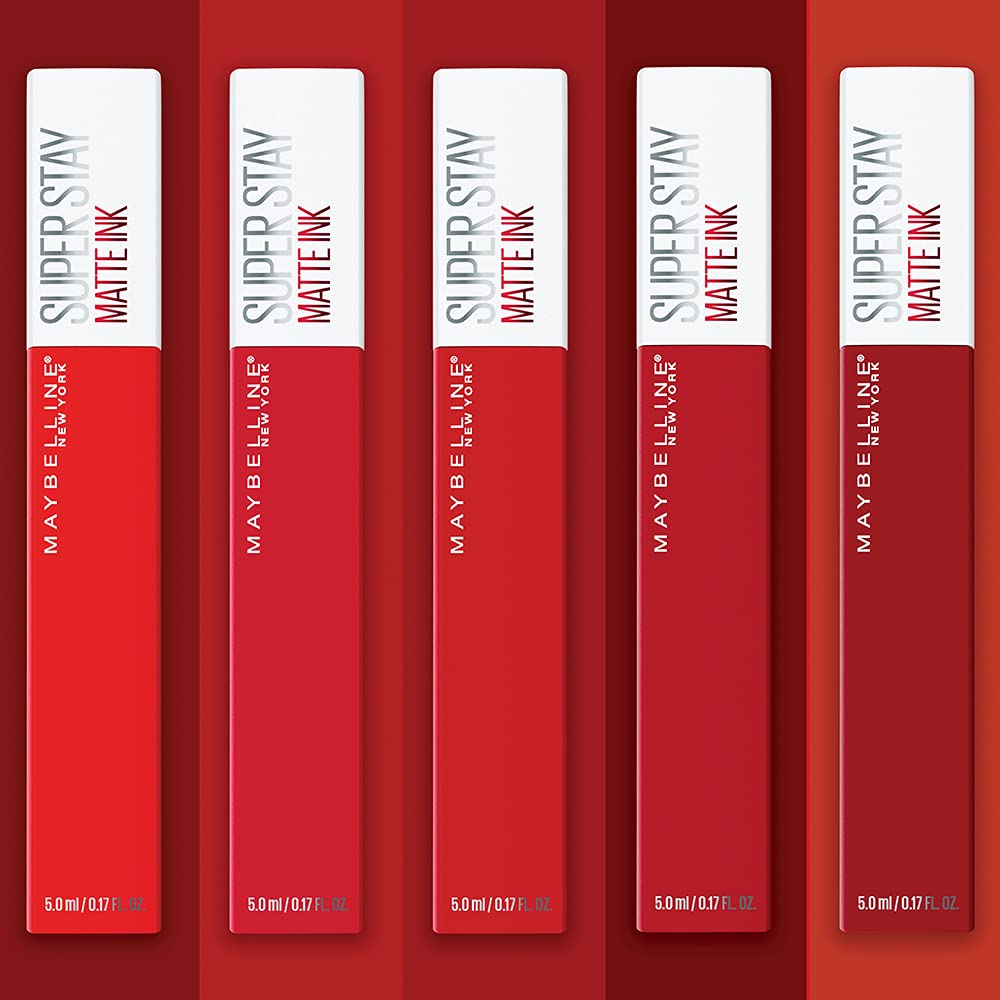 SUPER STAY
MATTE INK
MAYBELLINE®
NEW YORK
5.0 ml / 0.17 FL. OZ.
SUPER STAY
MATTE INK
MAYBELLINE®
NEW YORK
5.0 ml / 0.17 FL. OZ.
SUPER STAY
MATTE INK
MAYBELLINE®
NEW YORK
5.0 ml / 0.17 FL. OZ.
SUPER STAY
MATTE INK
MAYBELLINE®
NEW YORK
5.0 ml / 0.17 FL. OZ.
SUPER STAY
MATTE INK
MAYBELLINE®
NEW YORK
5.0 ml / 0.17 FL. OZ.